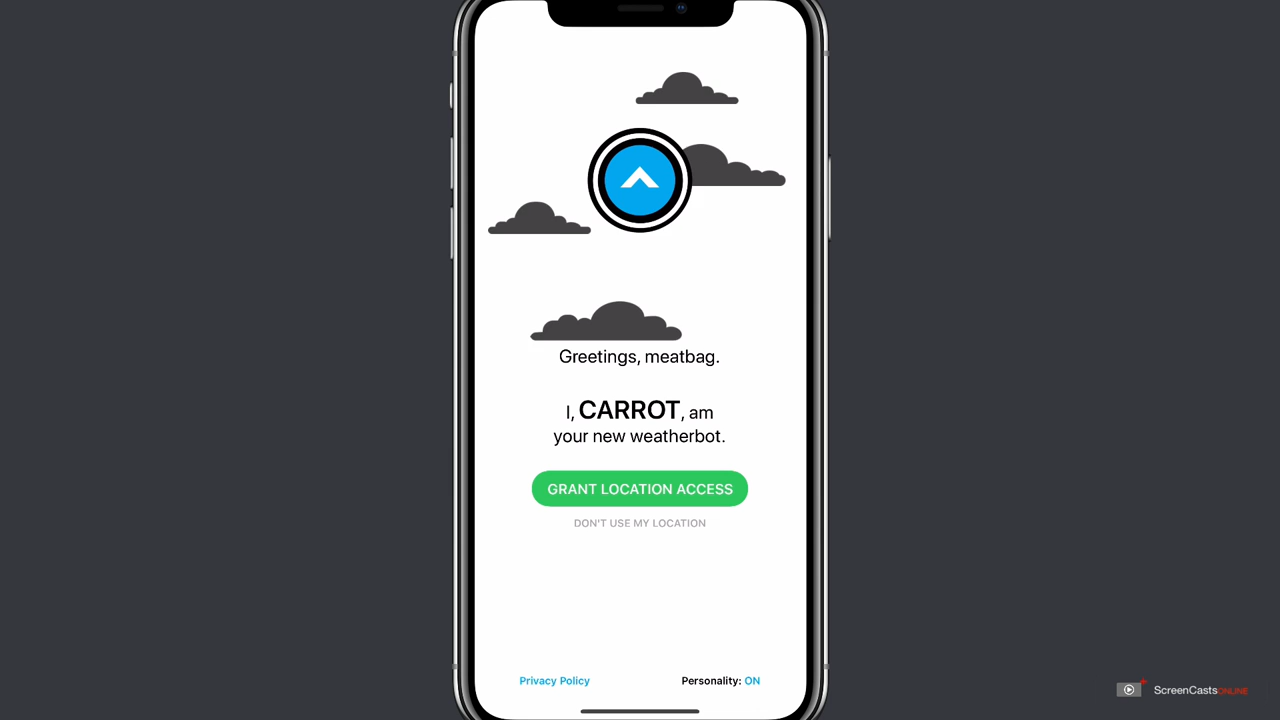 Greetings, meatbag.
I, CARROT, am
your new weatherbot.
GRANT LOCATION ACCESS
DON'T USE MY LOCATION
Privacy Policy
Personality: ON
ScreenCastsONLINE